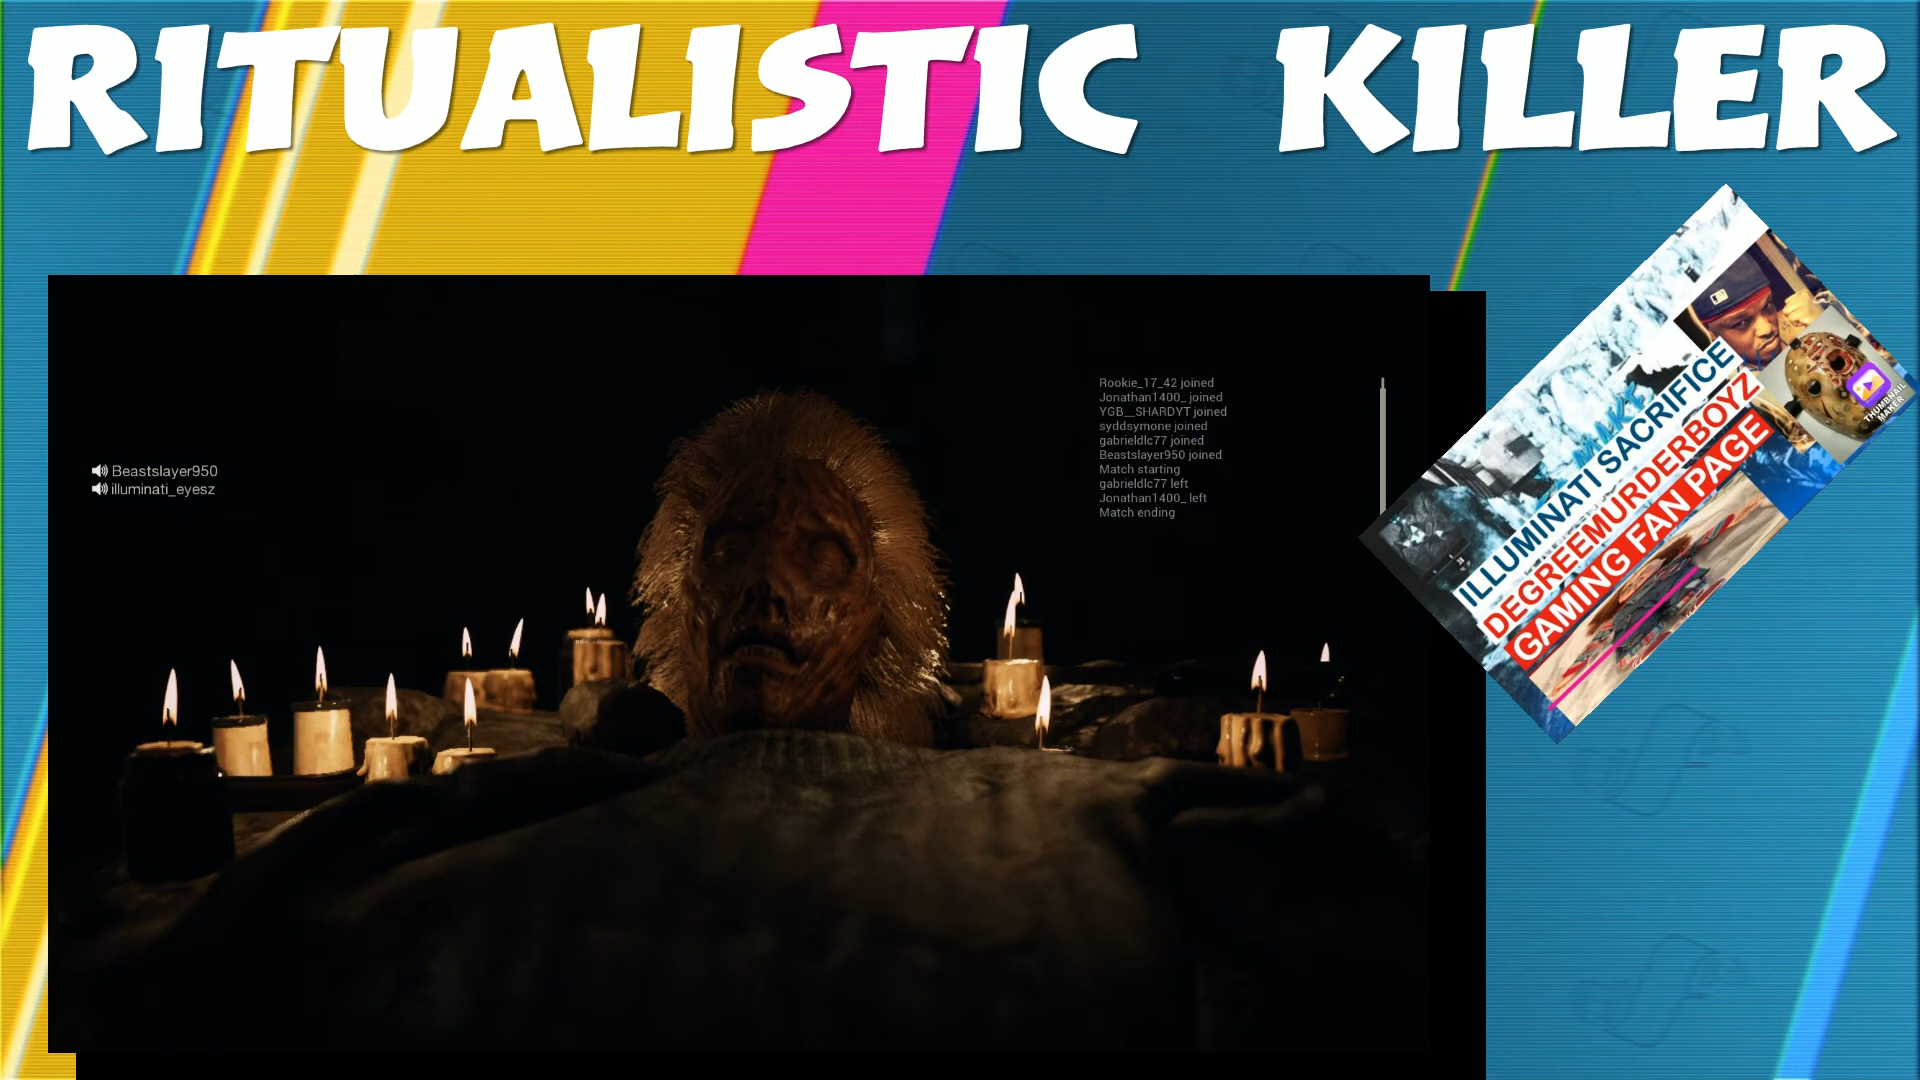 RITUALISTIC KILLER
Beastslayer950
illuminati_eyesz
Rookie_17_42 joined
Jonathan1400_ joined
YGB__SHARDYT joined
syddsymone joined
gabrieldlc77 joined
Beastslayer950 joined
Match starting
gabrieldlc77 left
Jonathan1400_ left
Match ending
ILLUMINATI SACRIFICE
DEGREEMURDERBOYZ
GAMING FAN PAGE
THUMBNAIL
MAKER